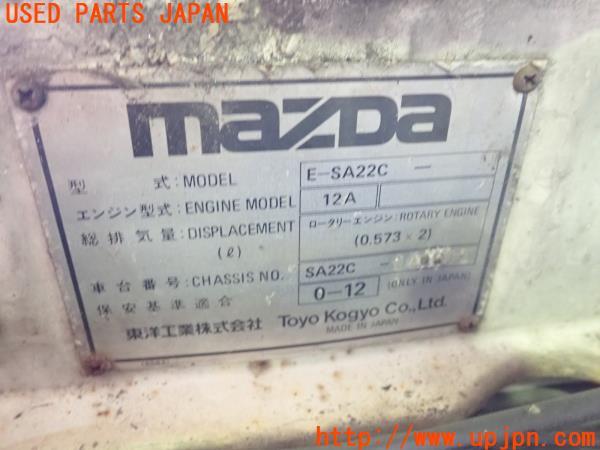 USED PARTS JAPAN
mazda
型 式:MODEL E-SA22C -
エンジン型式:ENGINE MODEL 12A
総排気量:DISPLACEMENT (ℓ) ロータリーエンジン:ROTARY ENGINE (0.573 × 2)
車台番号:CHASSIS NO. SA22C -
保安基準適合 0-12 (ONLY IN JAPAN)
東洋工業株式会社 Toyo Kogyo Co., Ltd.
MADE IN JAPAN
http://www.upjpn.com/